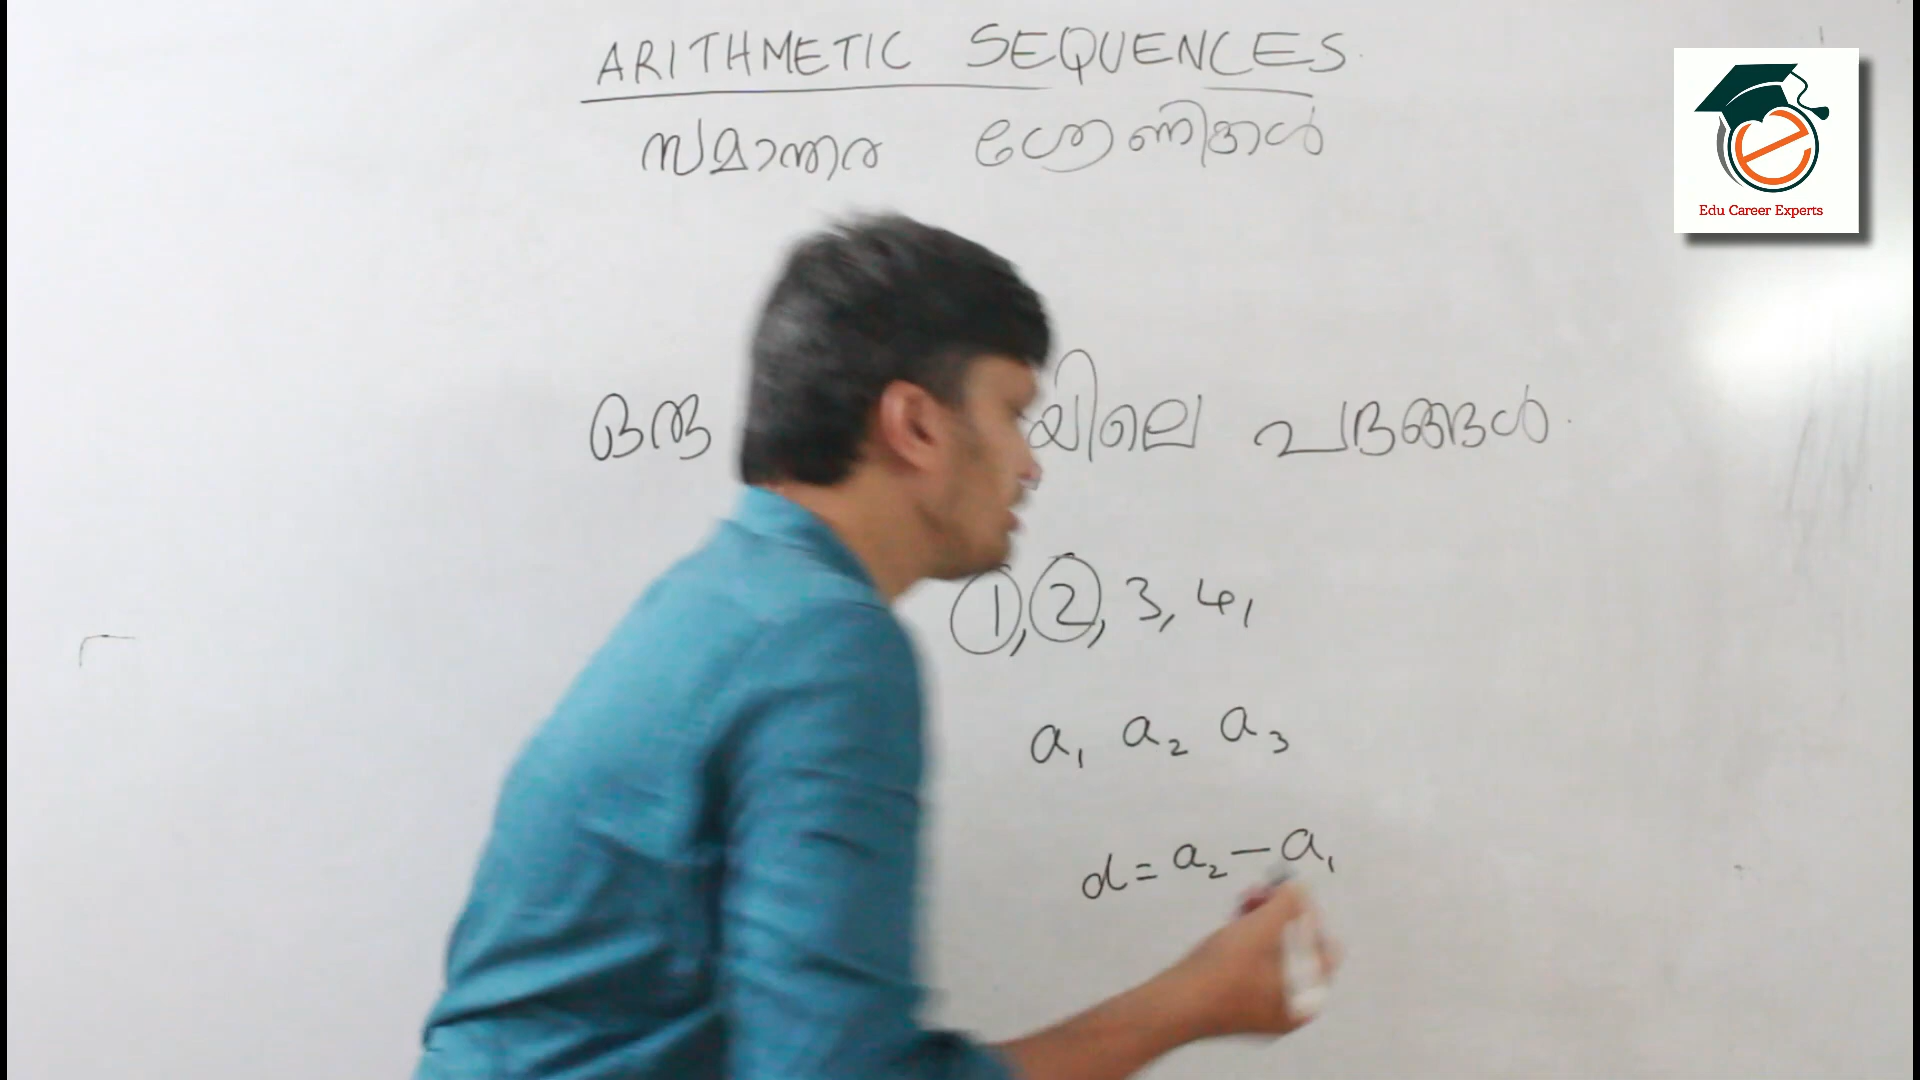 ARITHMETIC SEQUENCES
സമാന്തര ശ്രേണികൾ
Edu Career Experts
ഒരു യിലെ പദങ്ങൾ.
1, 2, 3, 4,
a₁ a₂ a₃
d = a₂ - a₁